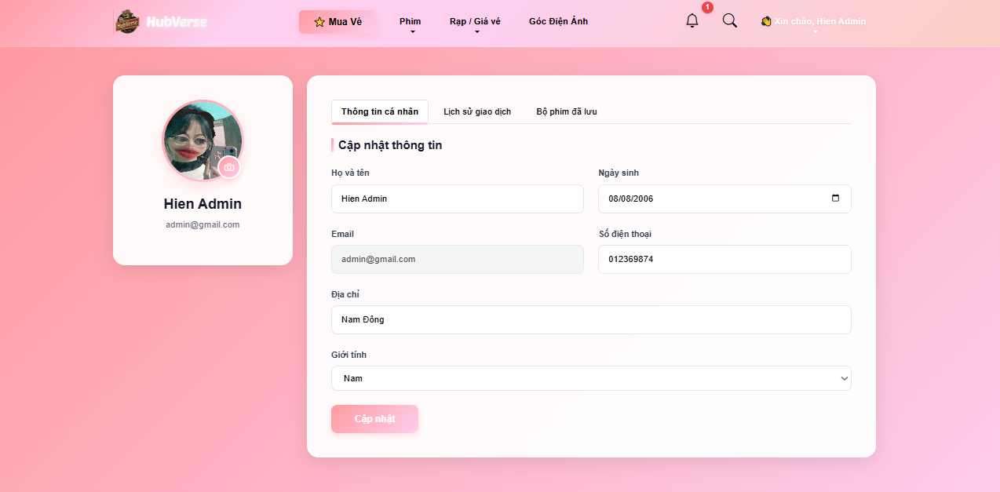 HubVerse
HubVerse
⭐ Mua Vé
Phim
Rạp / Giá vé
Góc Điện Ảnh
1
👏 Xin chào, Hien Admin
Hien Admin
admin@gmail.com
Thông tin cá nhân
Lịch sử giao dịch
Bộ phim đã lưu
Cập nhật thông tin
Họ và tên
Ngày sinh
Hien Admin
08/08/2006
Email
Số điện thoại
admin@gmail.com
012369874
Địa chỉ
Nam Đông
Giới tính
Nam
Cập nhật